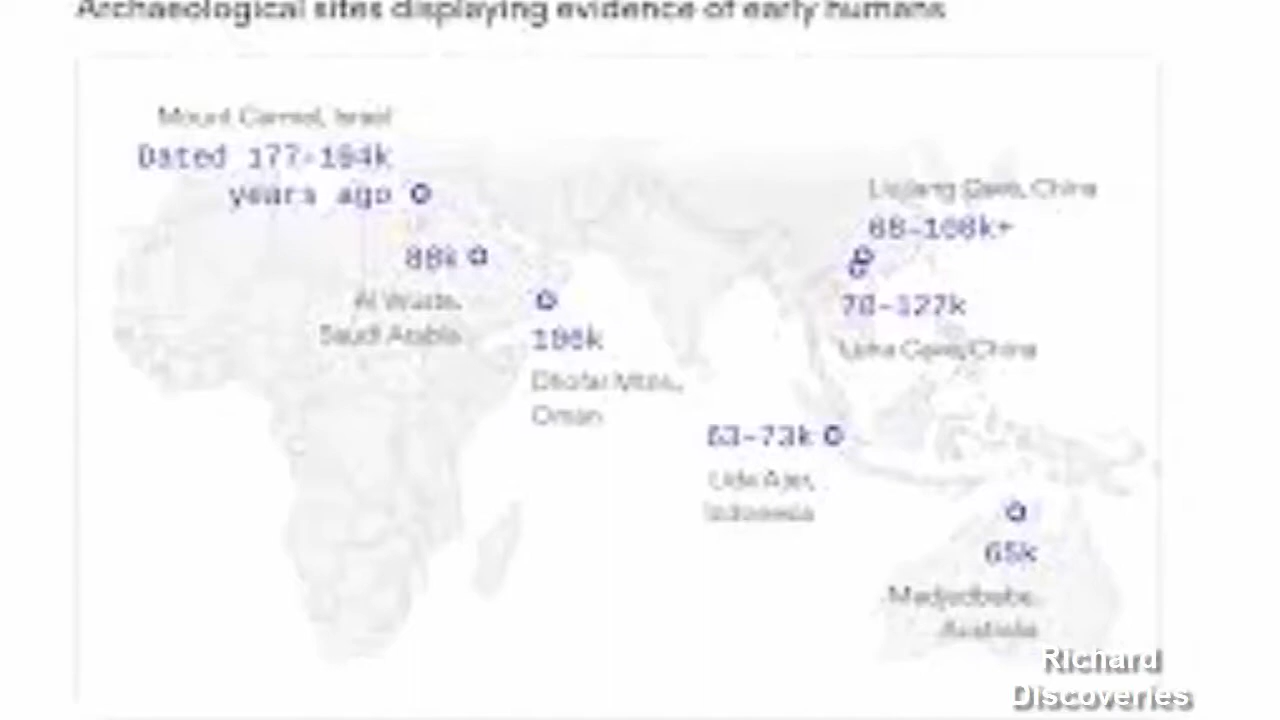 Archaeological sites displaying evidence of early humans
Mount Carmel, Israel
Dated 177-194k
years ago
88k
Al Wusta,
Saudi Arabia
106k
Dhofar Mtns.,
Oman
Liujiang Cave, China
68-108k+
70-127k
Cave, China
63-73k
Lida Ajer,
Indonesia
65k
Madjedbebe,
Australia
Richard
Discoveries